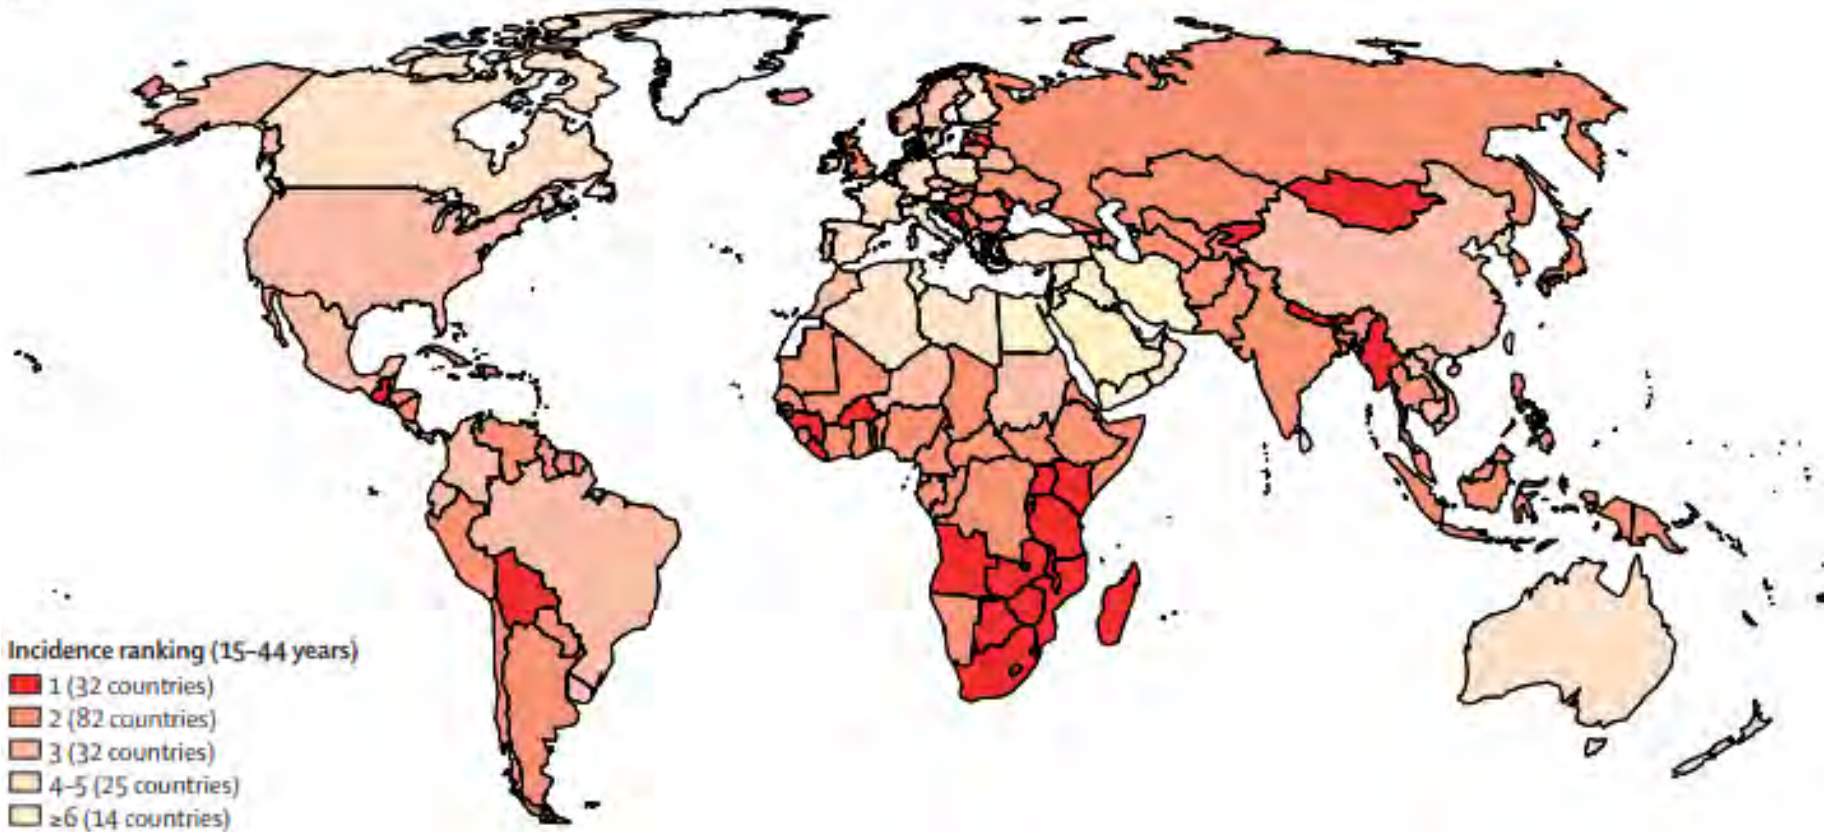 Incidence ranking (15–44 years)
1 (32 countries)
2 (82 countries)
3 (32 countries)
4–5 (25 countries)
≥6 (14 countries)